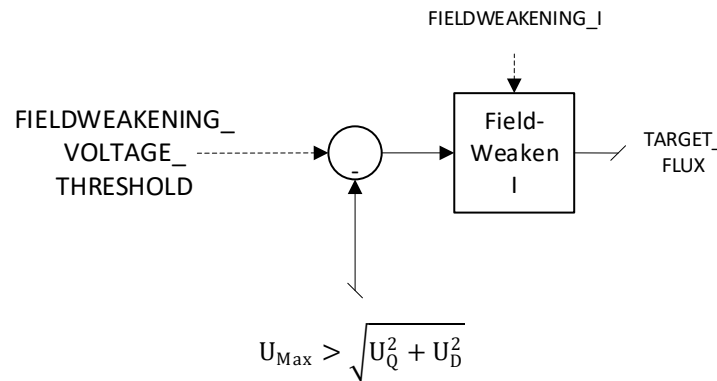 FIELDWEAKENING_I
FIELDWEAKENING_
VOLTAGE_
THRESHOLD
-
Field-
Weaken
I
TARGET_
FLUX
U_Max > √(U_Q^2 + U_D^2)